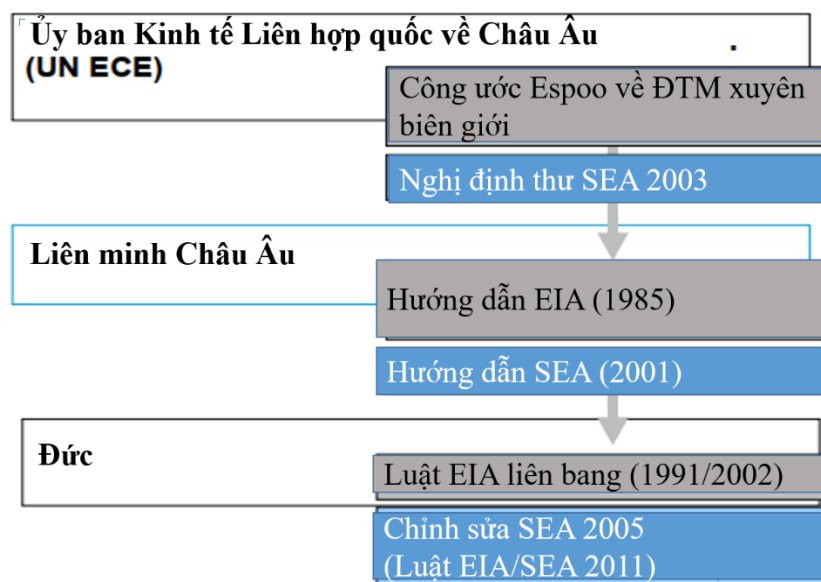 Ủy ban Kinh tế Liên hợp quốc về Châu Âu
(UN ECE)
Công ước Espoo về ĐTM xuyên
biên giới
Nghị định thư SEA 2003
Liên minh Châu Âu
Hướng dẫn EIA (1985)
Hướng dẫn SEA (2001)
Đức
Luật EIA liên bang (1991/2002)
Chỉnh sửa SEA 2005
(Luật EIA/SEA 2011)